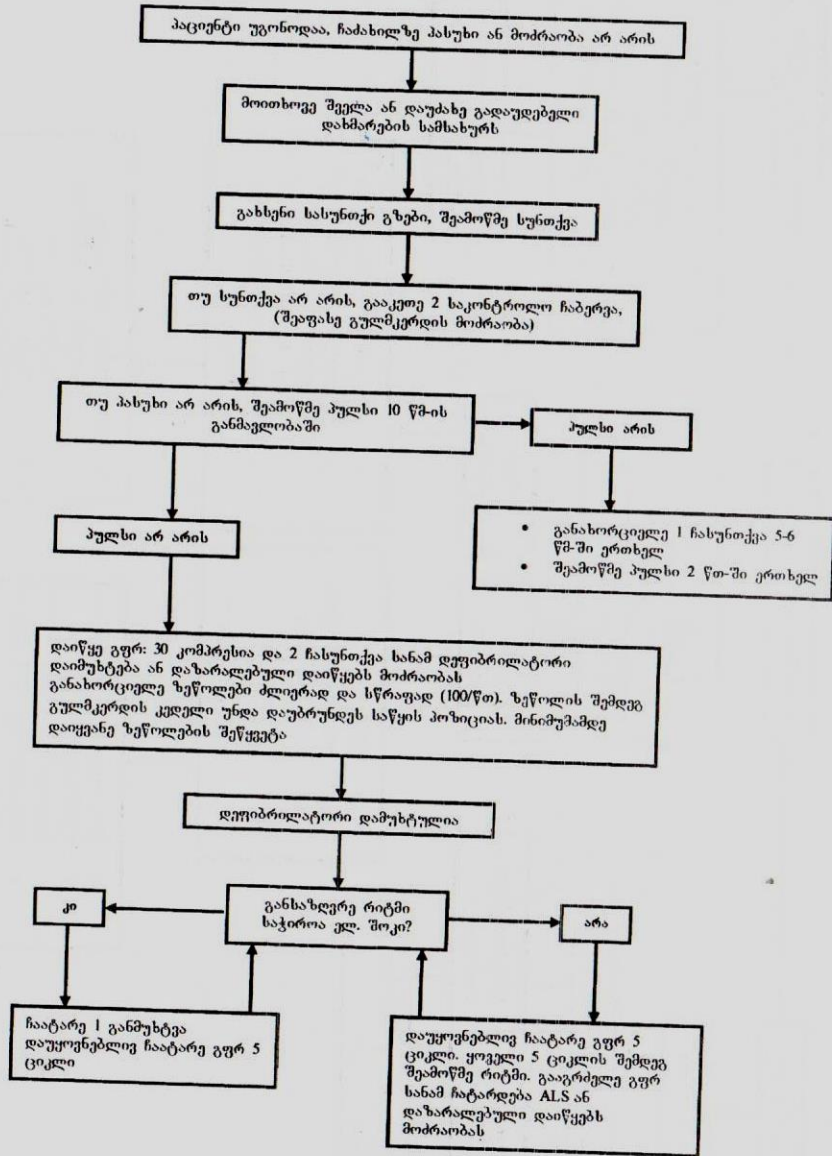 პაციენტი უგონოდაა, ჩაძახილზე პასუხი ან მოძრაობა არ არის
მოითხოვე შველა ან დაუძახე გადაუდებელი
დახმარების სამსახურს
გახსენი სასუნთქი გზები, შეამოწმე სუნთქვა
თუ სუნთქვა არ არის, გააკეთე 2 საკონტროლო ჩაბერვა,
(შეაფასე გულმკერდის მოძრაობა)
თუ პასუხი არ არის, შეამოწმე პულსი 10 წმ-ის
განმავლობაში
პულსი არის
პულსი არ არის
• განახორციელე 1 ჩასუნთქვა 5-6
წმ-ში ერთხელ
• შეამოწმე პულსი 2 წთ-ში ერთხელ
დაიწყე გფრ: 30 კომპრესია და 2 ჩასუნთქვა სანამ დეფიბრილატორი
დაიმუხტება ან დაზარალებული დაიწყებს მოძრაობას
განახორციელე ზეწოლები ძლიერად და სწრაფად (100/წთ). ზეწოლის შემდეგ
გულმკერდის კედელი უნდა დაუბრუნდეს საწყის პოზიციას. მინიმუმამდე
დაიყვანე ზეწოლების შეწყვეტა
დეფიბრილატორი დამუხტულია
კი
განსაზღვრე რიტმი
საჭიროა ელ. შოკი?
არა
ჩაატარე 1 განმუხტვა
დაუყოვნებლივ ჩაატარე გფრ 5
ციკლი
დაუყოვნებლივ ჩაატარე გფრ 5
ციკლი. ყოველი 5 ციკლის შემდეგ
შეამოწმე რიტმი. გააგრძელე გფრ
სანამ ჩატარდება ALS ან
დაზარალებული დაიწყებს
მოძრაობას